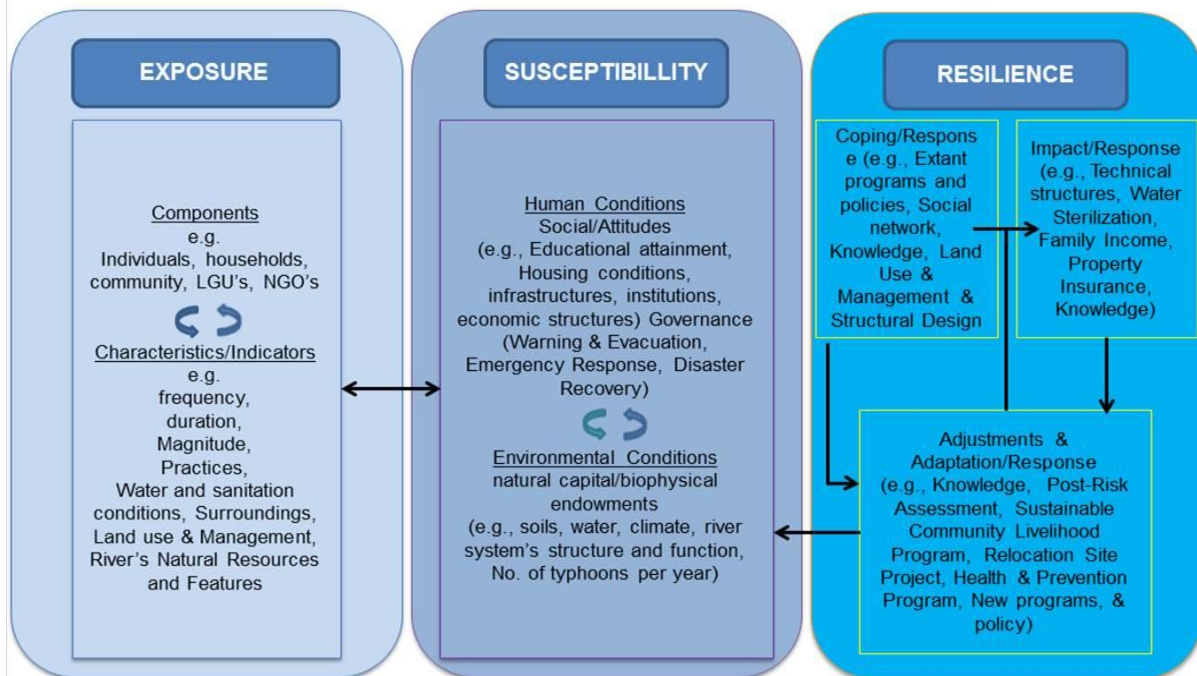 EXPOSURE
Components
e.g.
Individuals, households,
community, LGU's, NGO's
Characteristics/Indicators
e.g.
frequency,
duration,
Magnitude,
Practices,
Water and sanitation
conditions, Surroundings,
Land use & Management,
River's Natural Resources
and Features
SUSCEPTIBILLITY
Human Conditions
Social/Attitudes
(e.g., Educational attainment,
Housing conditions,
infrastructures, institutions,
economic structures) Governance
(Warning & Evacuation,
Emergency Response, Disaster
Recovery)
Environmental Conditions
natural capital/biophysical
endowments
(e.g., soils, water, climate, river
system's structure and function,
No. of typhoons per year)
RESILIENCE
Coping/Respons
e (e.g., Extant
programs and
policies, Social
network,
Knowledge, Land
Use &
Management &
Structural Design
Impact/Response
(e.g., Technical
structures, Water
Sterilization,
Family Income,
Property
Insurance,
Knowledge)
Adjustments &
Adaptation/Response
(e.g., Knowledge, Post-Risk
Assessment, Sustainable
Community Livelihood
Program, Relocation Site
Project, Health & Prevention
Program, New programs, &
policy)